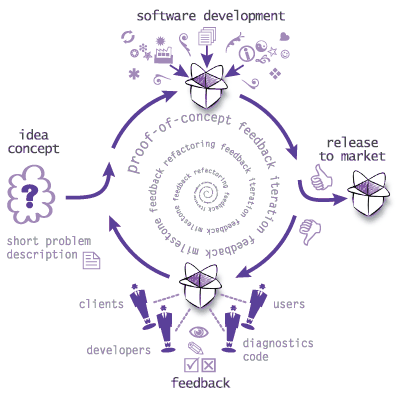 software development
idea
concept
?
release
to market
short problem
description
proof-of-concept feedback iteration feedback milestone feedback refactoring feedback iteration feedback milestone feedback refactoring feedback
clients
users
developers
diagnostics
code
feedback